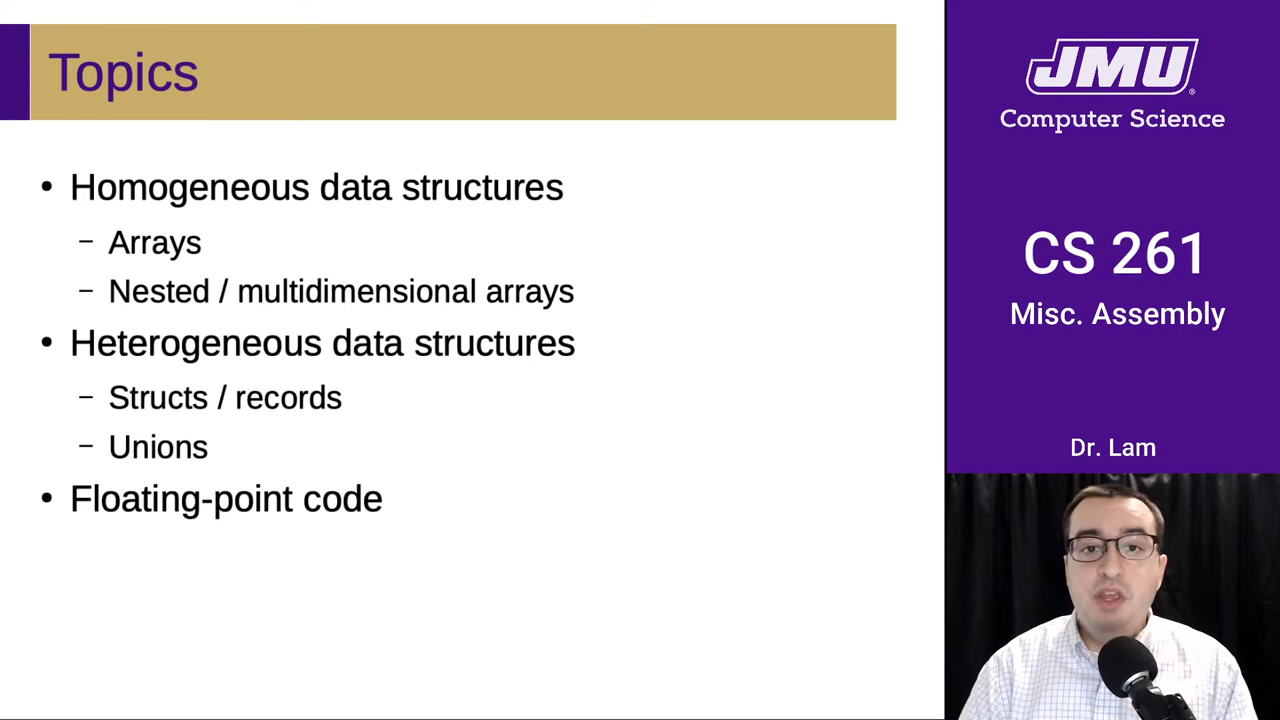 Topics
• Homogeneous data structures
– Arrays
– Nested / multidimensional arrays
• Heterogeneous data structures
– Structs / records
– Unions
• Floating-point code
JMU
Computer Science
CS 261
Misc. Assembly
Dr. Lam